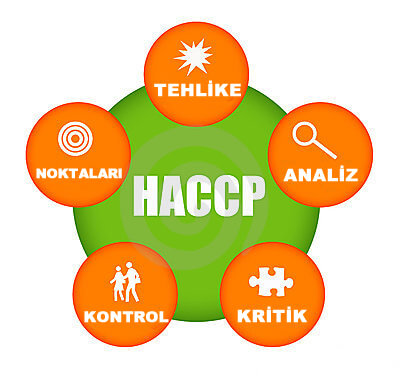 TEHLİKE
ANALİZ
KRİTİK
KONTROL
NOKTALARI
HACCP